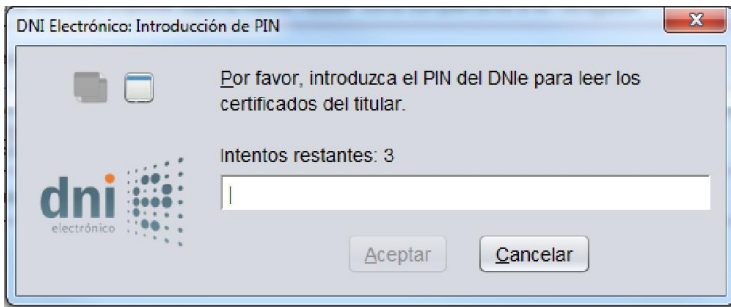 DNI Electrónico: Introducción de PIN
Por favor, introduzca el PIN del DNIe para leer los
certificados del titular.
Intentos restantes: 3
dni
electrónico
Aceptar
Cancelar